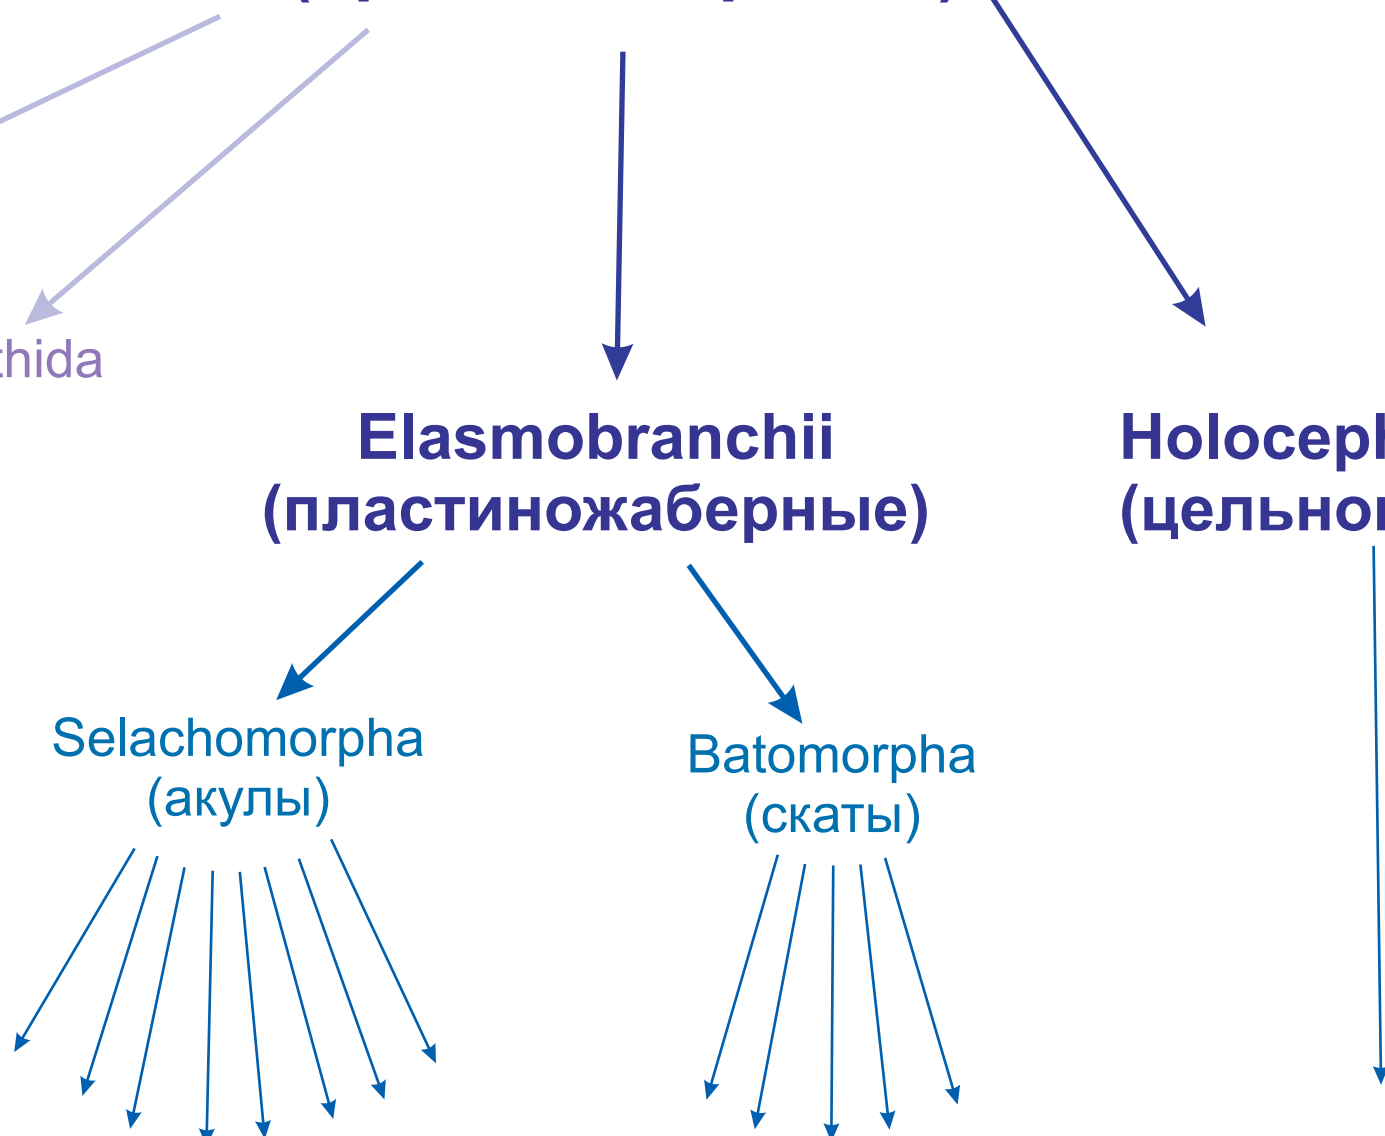 Elasmobranchii
(пластиножаберные)
Selachomorpha
(акулы)
Batomorpha
(скаты)